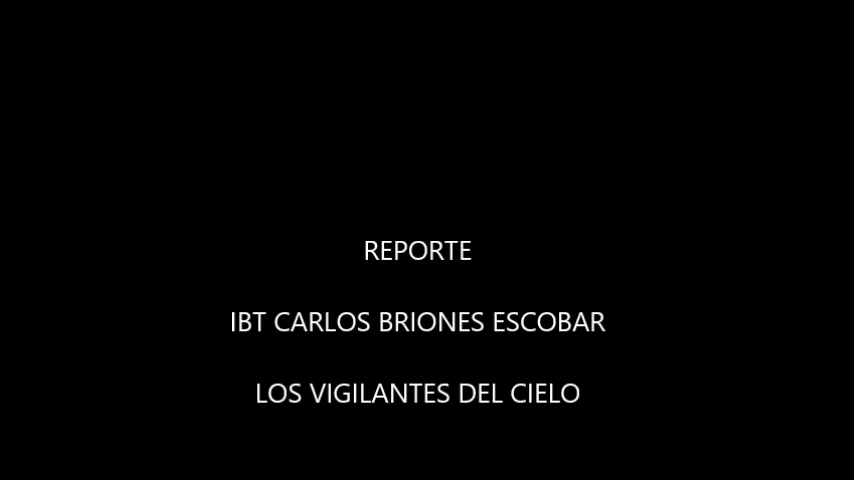 REPORTE
IBT CARLOS BRIONES ESCOBAR
LOS VIGILANTES DEL CIELO